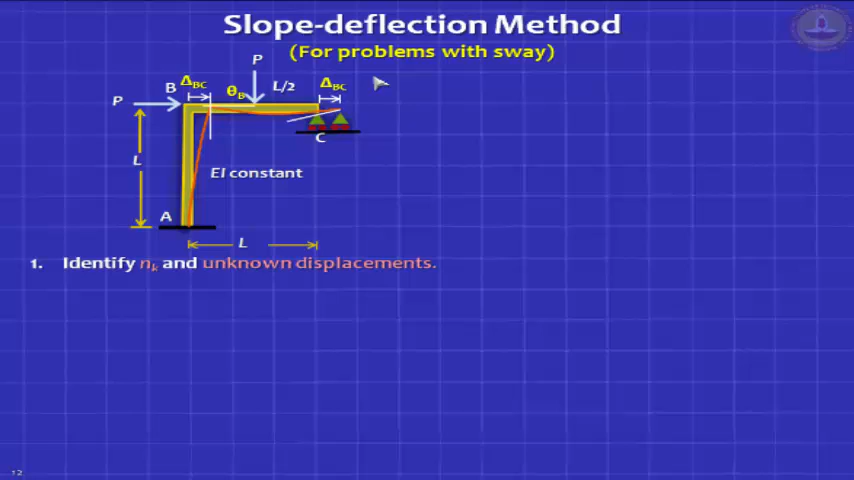 Slope-deflection Method
(For problems with sway)
P
B Δ_BC θ_B L/2 Δ_BC
P
C
L
EI constant
A
L
1. Identify n_k and unknown displacements.
12